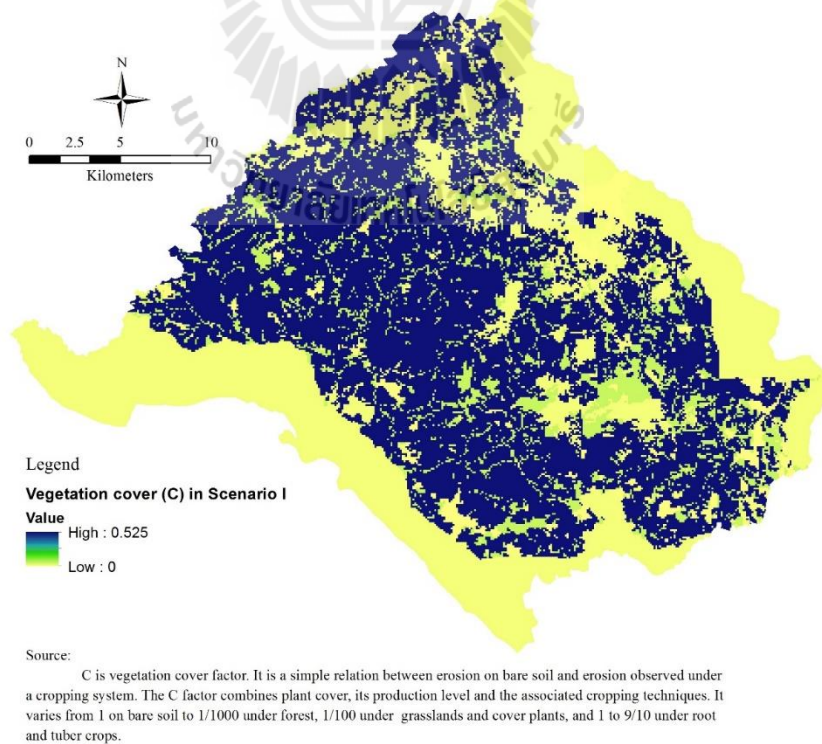 N
0 2.5 5 10
Kilometers
Legend
Vegetation cover (C) in Scenario I
Value
High : 0.525
Low : 0
Source:
C is vegetation cover factor. It is a simple relation between erosion on bare soil and erosion observed under
a cropping system. The C factor combines plant cover, its production level and the associated cropping techniques. It
varies from 1 on bare soil to 1/1000 under forest, 1/100 under grasslands and cover plants, and 1 to 9/10 under root
and tuber crops.